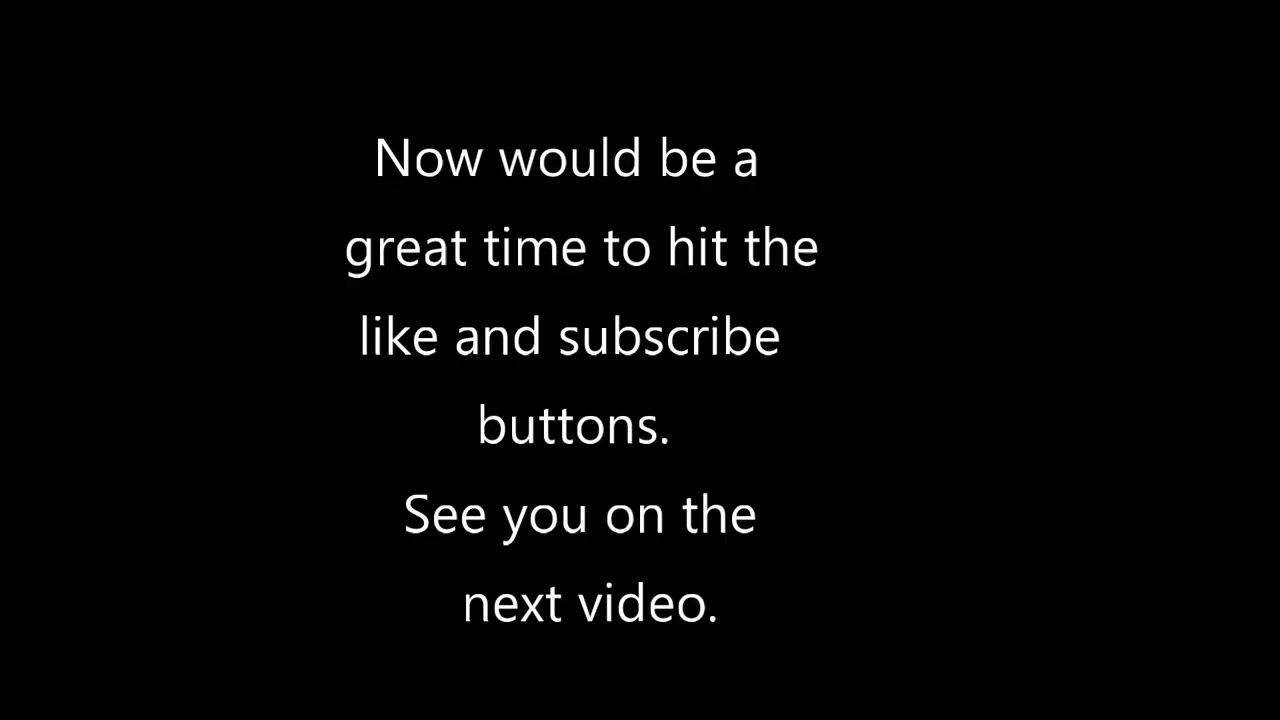 Now would be a
great time to hit the
like and subscribe
buttons.
See you on the
next video.